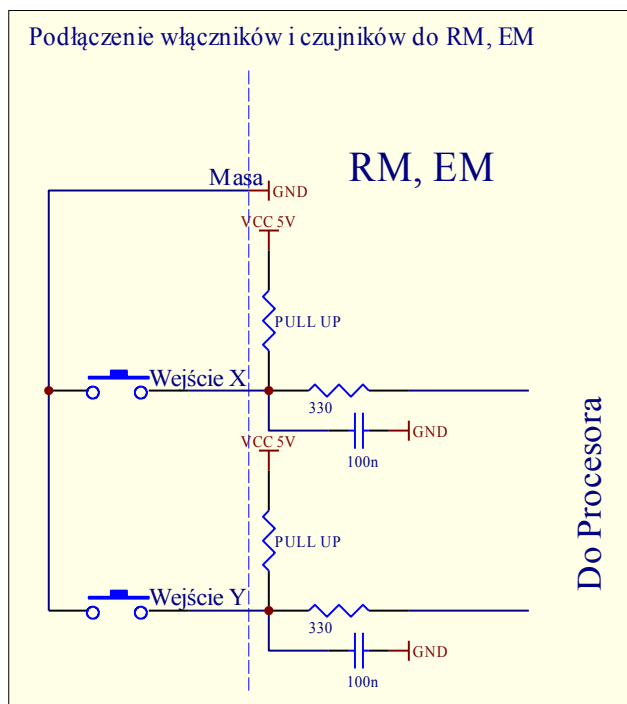 Podłączenie włączników i czujników do RM, EM
RM, EM
Masa
GND
VCC 5V
PULL UP
Wejście X
330
100n
GND
VCC 5V
PULL UP
Wejście Y
330
100n
GND
Do Procesora